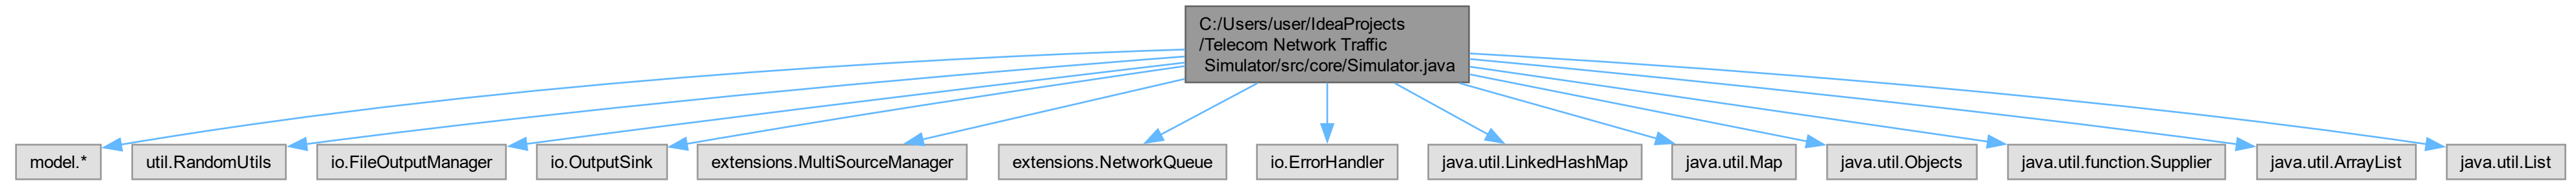 C:/Users/user/IdeaProjects
/Telecom Network Traffic
Simulator/src/core/Simulator.java
model.*
util.RandomUtils
io.FileOutputManager
io.OutputSink
extensions.MultiSourceManager
extensions.NetworkQueue
io.ErrorHandler
java.util.LinkedHashMap
java.util.Map
java.util.Objects
java.util.function.Supplier
java.util.ArrayList
java.util.List